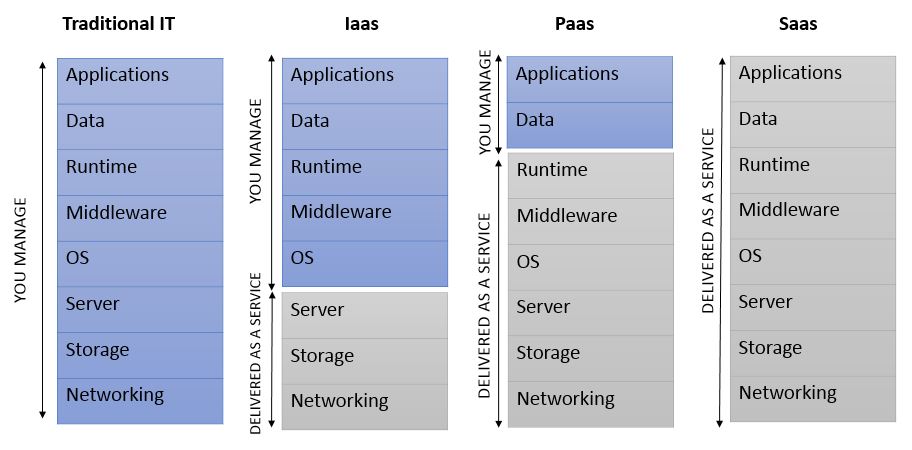 Traditional IT
YOU MANAGE
Applications
Data
Runtime
Middleware
OS
Server
Storage
Networking
Iaas
YOU MANAGE
Applications
Data
Runtime
Middleware
OS
DELIVERED AS A SERVICE
Server
Storage
Networking
Paas
YOU MANAGE
Applications
Data
DELIVERED AS A SERVICE
Runtime
Middleware
OS
Server
Storage
Networking
Saas
DELIVERED AS A SERVICE
Applications
Data
Runtime
Middleware
OS
Server
Storage
Networking